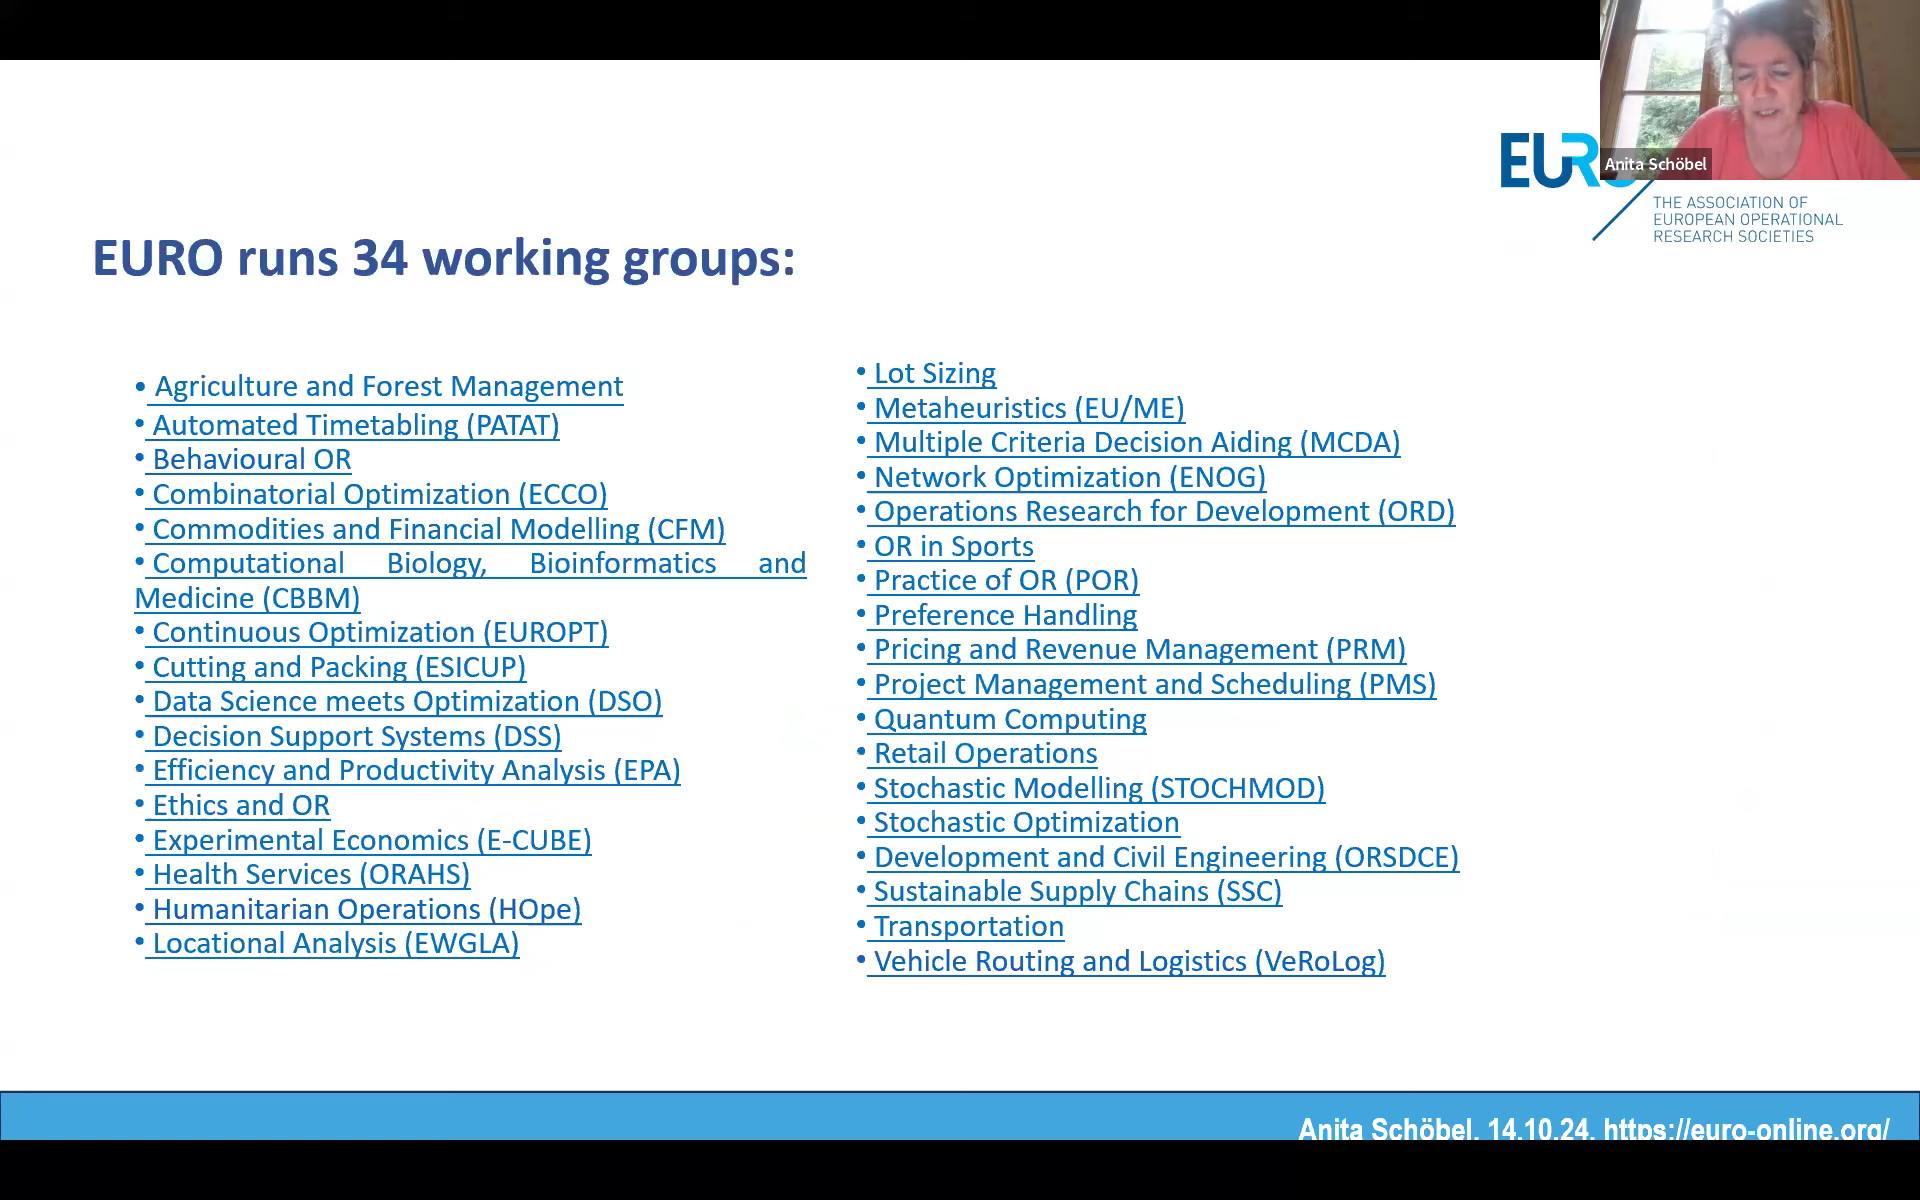 Anita Schöbel
THE ASSOCIATION OF
EUROPEAN OPERATIONAL
RESEARCH SOCIETIES
EURO runs 34 working groups:
• Agriculture and Forest Management
• Automated Timetabling (PATAT)
• Behavioural OR
• Combinatorial Optimization (ECCO)
• Commodities and Financial Modelling (CFM)
• Computational Biology, Bioinformatics and
Medicine (CBBM)
• Continuous Optimization (EUROPT)
• Cutting and Packing (ESICUP)
• Data Science meets Optimization (DSO)
• Decision Support Systems (DSS)
• Efficiency and Productivity Analysis (EPA)
• Ethics and OR
• Experimental Economics (E-CUBE)
• Health Services (ORAHS)
• Humanitarian Operations (HOpe)
• Locational Analysis (EWGLA)
• Lot Sizing
• Metaheuristics (EU/ME)
• Multiple Criteria Decision Aiding (MCDA)
• Network Optimization (ENOG)
• Operations Research for Development (ORD)
• OR in Sports
• Practice of OR (POR)
• Preference Handling
• Pricing and Revenue Management (PRM)
• Project Management and Scheduling (PMS)
• Quantum Computing
• Retail Operations
• Stochastic Modelling (STOCHMOD)
• Stochastic Optimization
• Development and Civil Engineering (ORSDCE)
• Sustainable Supply Chains (SSC)
• Transportation
• Vehicle Routing and Logistics (VeRoLog)
Anita Schöbel, 14.10.24, https://euro-online.org/